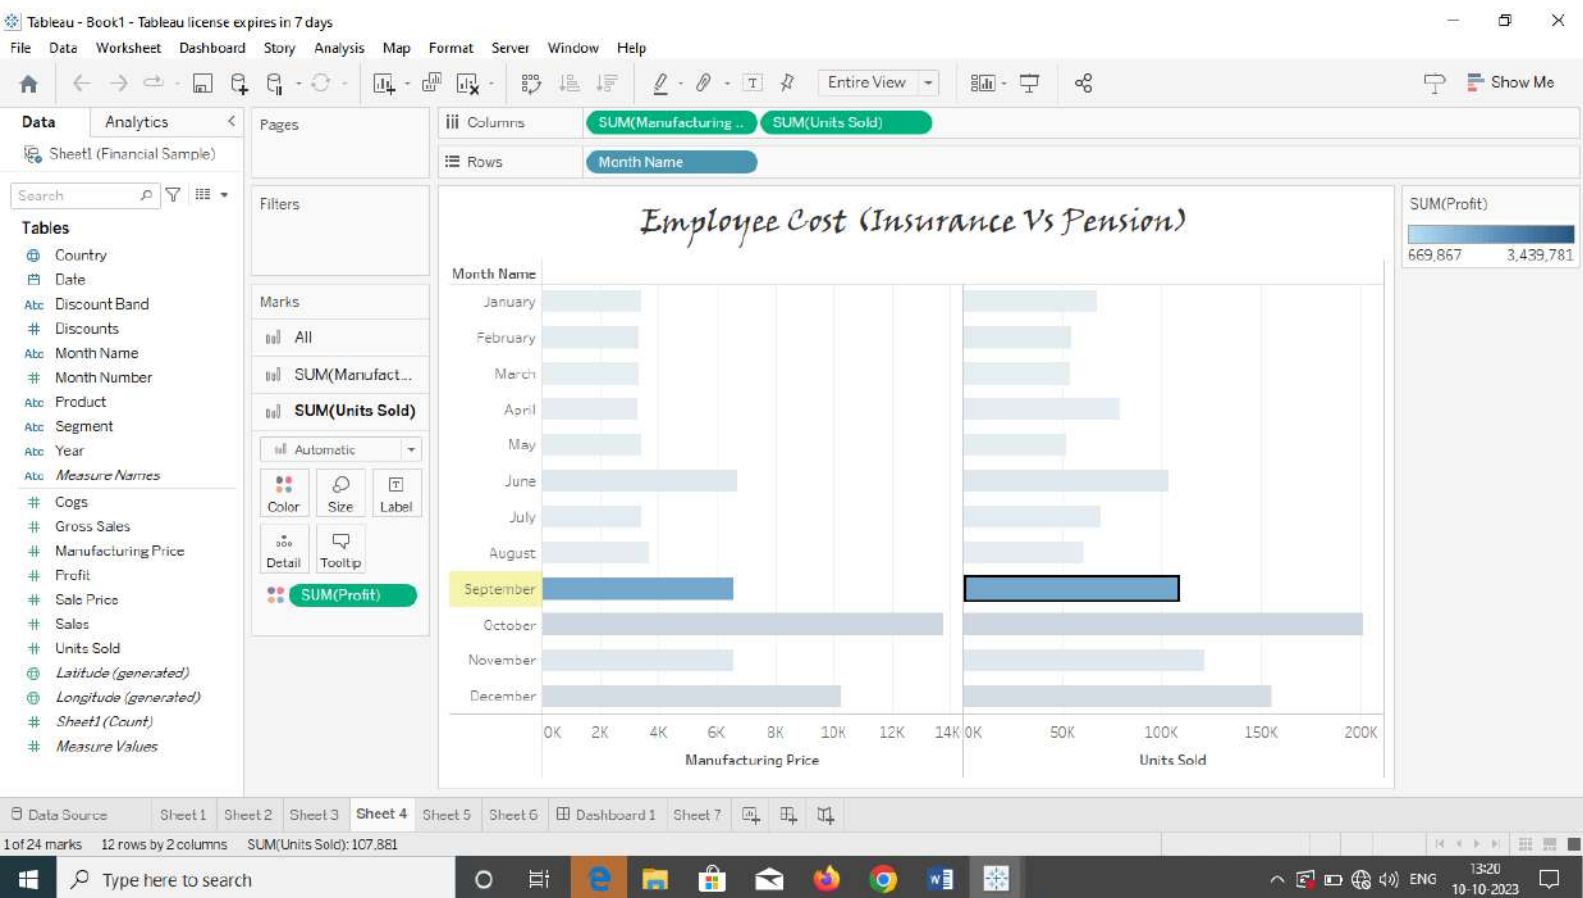 Tableau - Book1 - Tableau license expires in 7 days
File Data Worksheet Dashboard Story Analysis Map Format Server Window Help
Entire View
Show Me
Data Analytics
Sheet1 (Financial Sample)
Search
Tables
Country
Date
Abc Discount Band
# Discounts
Abc Month Name
# Month Number
Abc Product
Abc Segment
Abc Year
Abc Measure Names
# Cogs
# Gross Sales
# Manufacturing Price
# Profit
# Sale Price
# Sales
# Units Sold
Latitude (generated)
Longitude (generated)
# Sheet1 (Count)
# Measure Values
Pages
Filters
Marks
All
SUM(Manufact...
SUM(Units Sold)
Automatic
Color Size Label
Detail Tooltip
SUM(Profit)
Columns SUM(Manufacturing .. SUM(Units Sold)
Rows Month Name
Employee Cost (Insurance Vs Pension)
Month Name
January
February
March
April
May
June
July
August
September
October
November
December
0K 2K 4K 6K 8K 10K 12K 14K 0K 50K 100K 150K 200K
Manufacturing Price Units Sold
SUM(Profit)
669,867 3,439,781
Data Source Sheet 1 Sheet 2 Sheet 3 Sheet 4 Sheet 5 Sheet 6 Dashboard 1 Sheet 7
1 of 24 marks 12 rows by 2 columns SUM(Units Sold): 107,881
Type here to search
ENG
13:20
10-10-2023